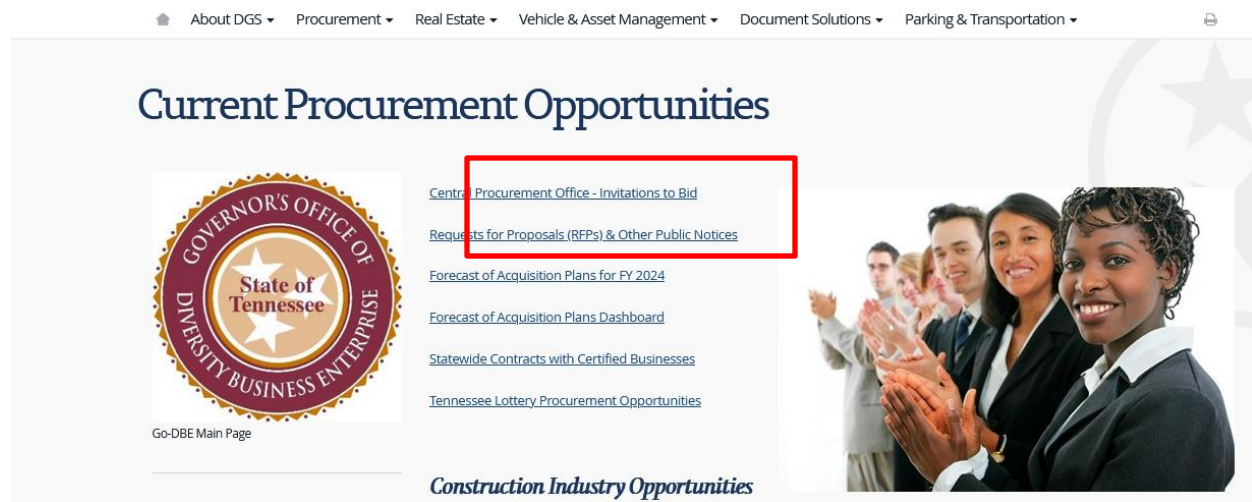 About DGS Procurement Real Estate Vehicle & Asset Management Document Solutions Parking & Transportation
Current Procurement Opportunities
GOVERNOR'S OFFICE OF
DIVERSITY BUSINESS ENTERPRISE
State of
Tennessee
Go-DBE Main Page
Central Procurement Office - Invitations to Bid
Requests for Proposals (RFPs) & Other Public Notices
Forecast of Acquisition Plans for FY 2024
Forecast of Acquisition Plans Dashboard
Statewide Contracts with Certified Businesses
Tennessee Lottery Procurement Opportunities
Construction Industry Opportunities